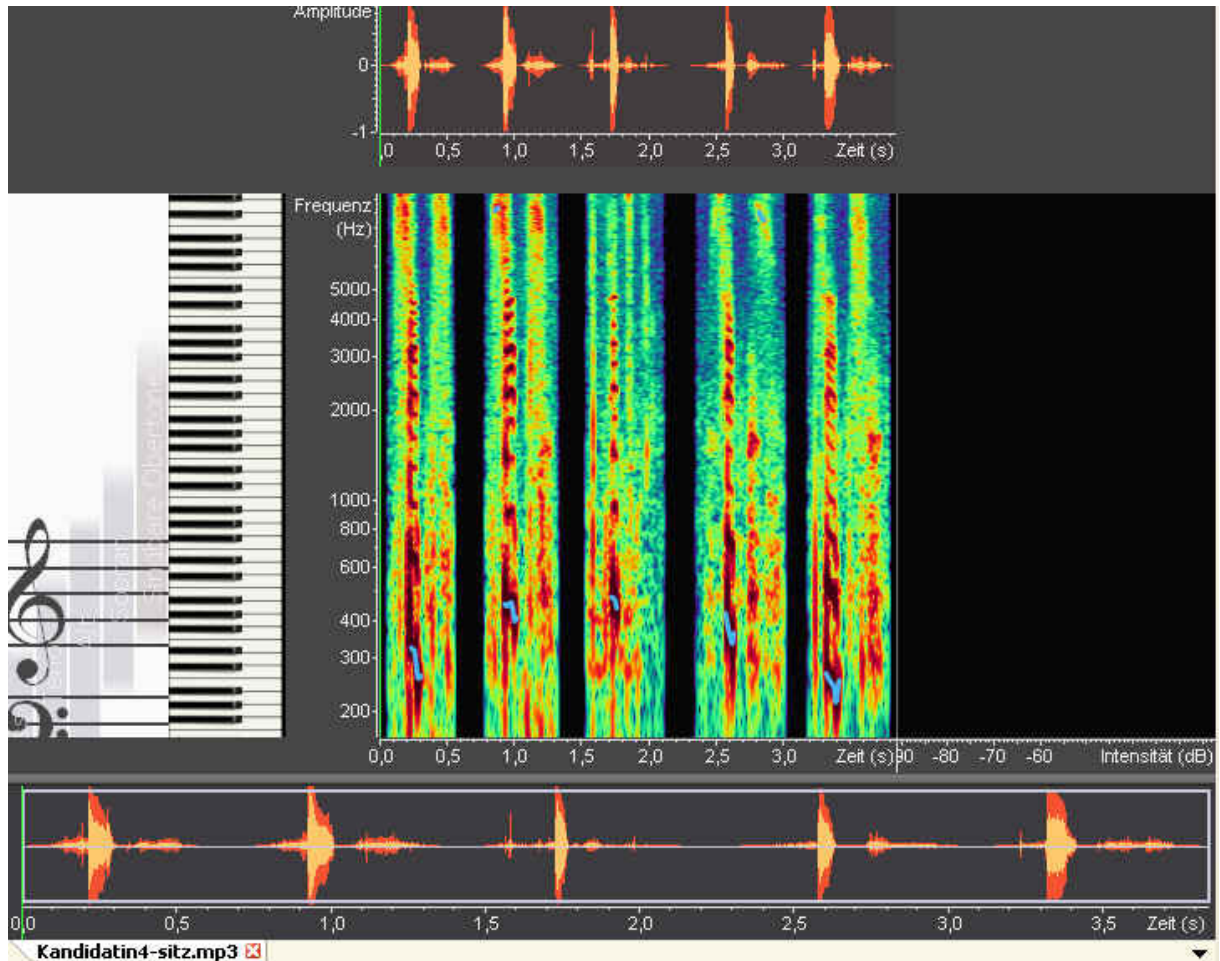 Amplitude
0
-1
,0 0,5 1,0 1,5 2,0 2,5 3,0 Zeit (s)
Frequenz
(Hz)
5000
4000
3000
2000
1000
800
600
400
300
200
0,0 0,5 1,0 1,5 2,0 2,5 3,0 Zeit (s) 90 -80 -70 -60 Intensität (dB)
0,0 0,5 1,0 1,5 2,0 2,5 3,0 3,5 Zeit (s)
Kandidatin4-sitz.mp3